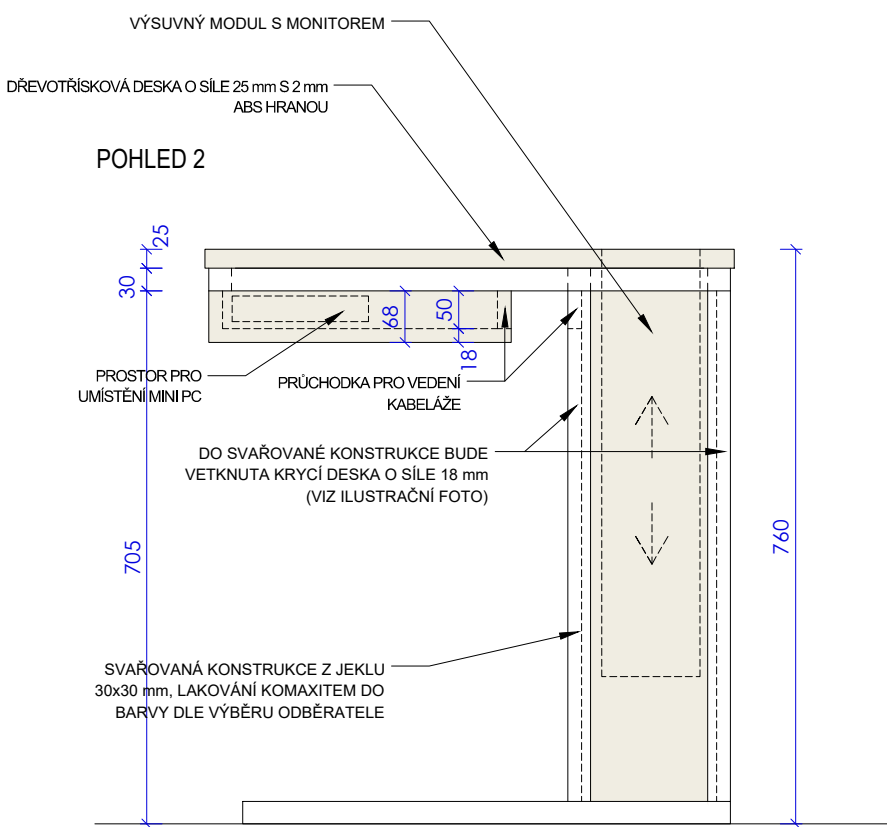 VÝSUVNÝ MODUL S MONITOREM
DŘEVOTŘÍSKOVÁ DESKA O SÍLE 25 mm S 2 mm
ABS HRANOU
POHLED 2
25
30
68
50
18
PROSTOR PRO
UMÍSTĚNÍ MINI PC
PRŮCHODKA PRO VEDENÍ
KABELÁŽE
DO SVAŘOVANÉ KONSTRUKCE BUDE
VETKNUTA KRYCÍ DESKA O SÍLE 18 mm
(VIZ ILUSTRAČNÍ FOTO)
705
760
SVAŘOVANÁ KONSTRUKCE Z JEKLU
30x30 mm, LAKOVÁNÍ KOMAXITEM DO
BARVY DLE VÝBĚRU ODBĚRATELE